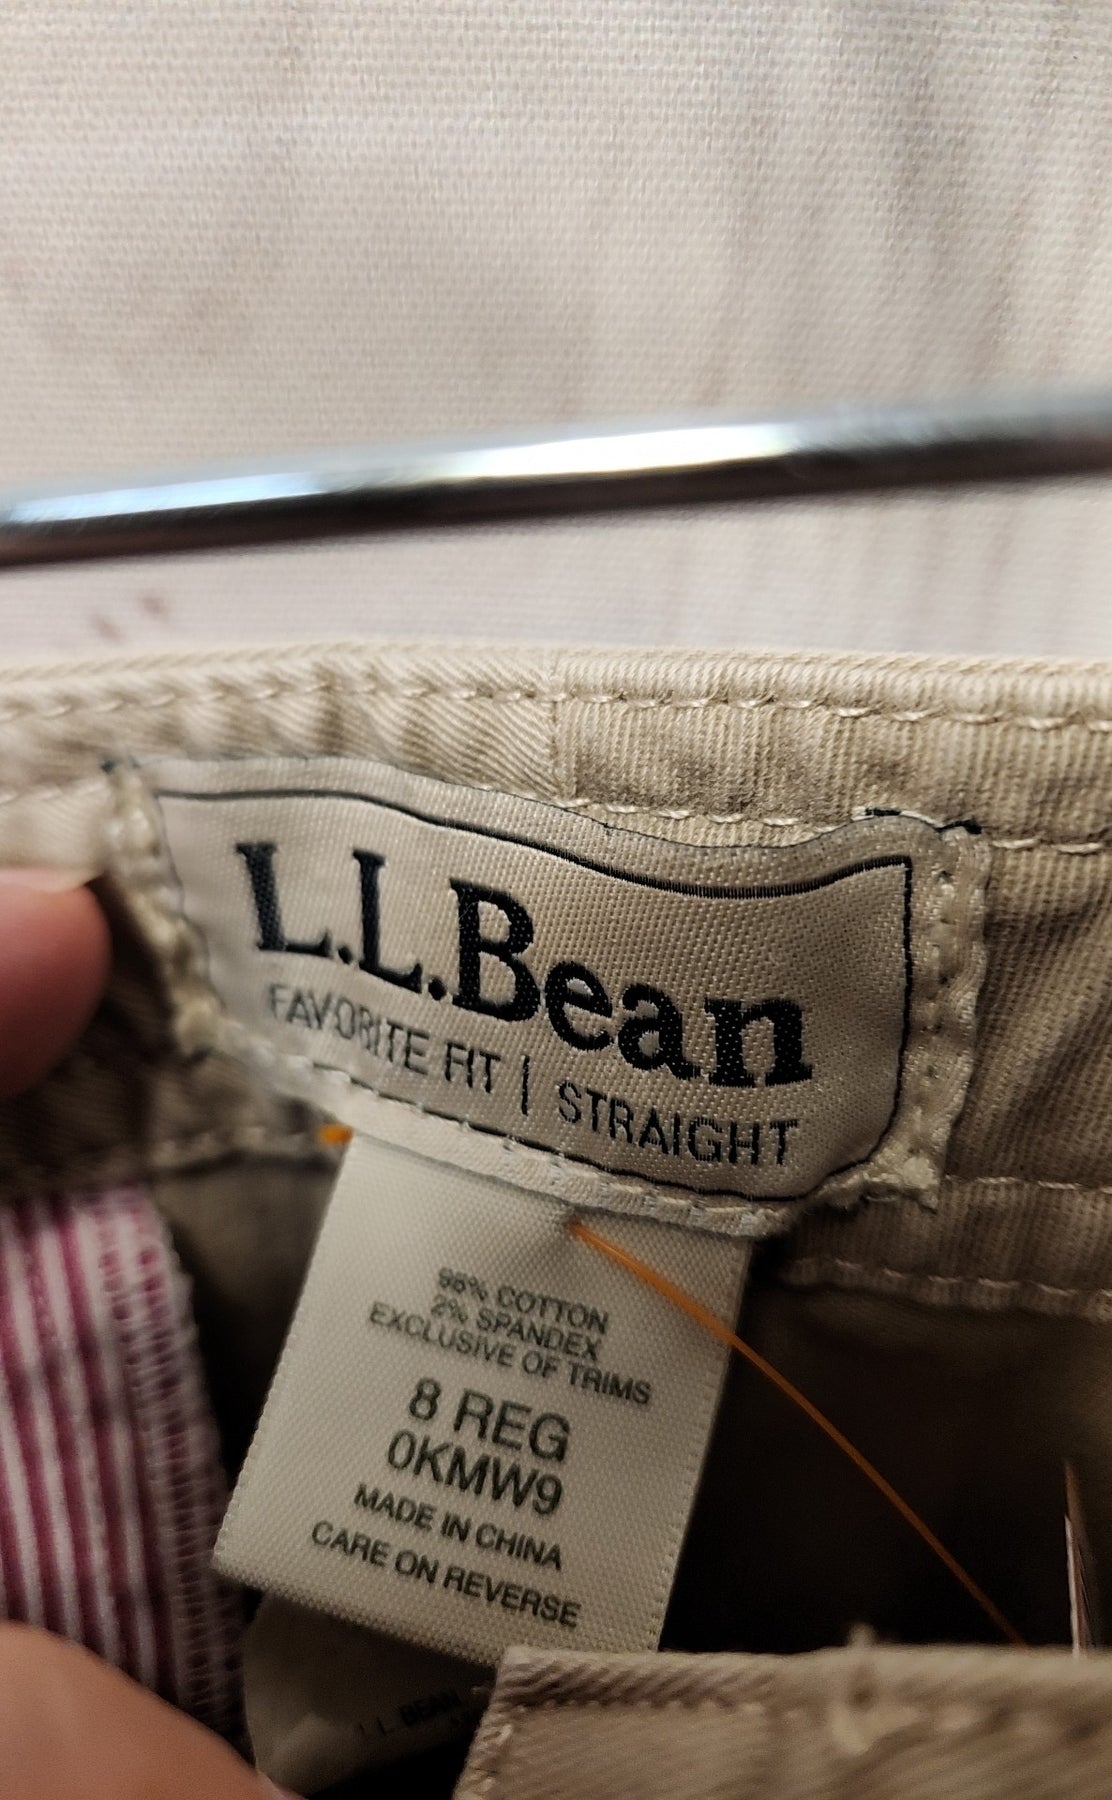 L.L.Bean
FAVORITE FIT | STRAIGHT
98% COTTON
2% SPANDEX
EXCLUSIVE OF TRIMS
8 REG
0KMW9
MADE IN CHINA
CARE ON REVERSE
L.L. BEAN